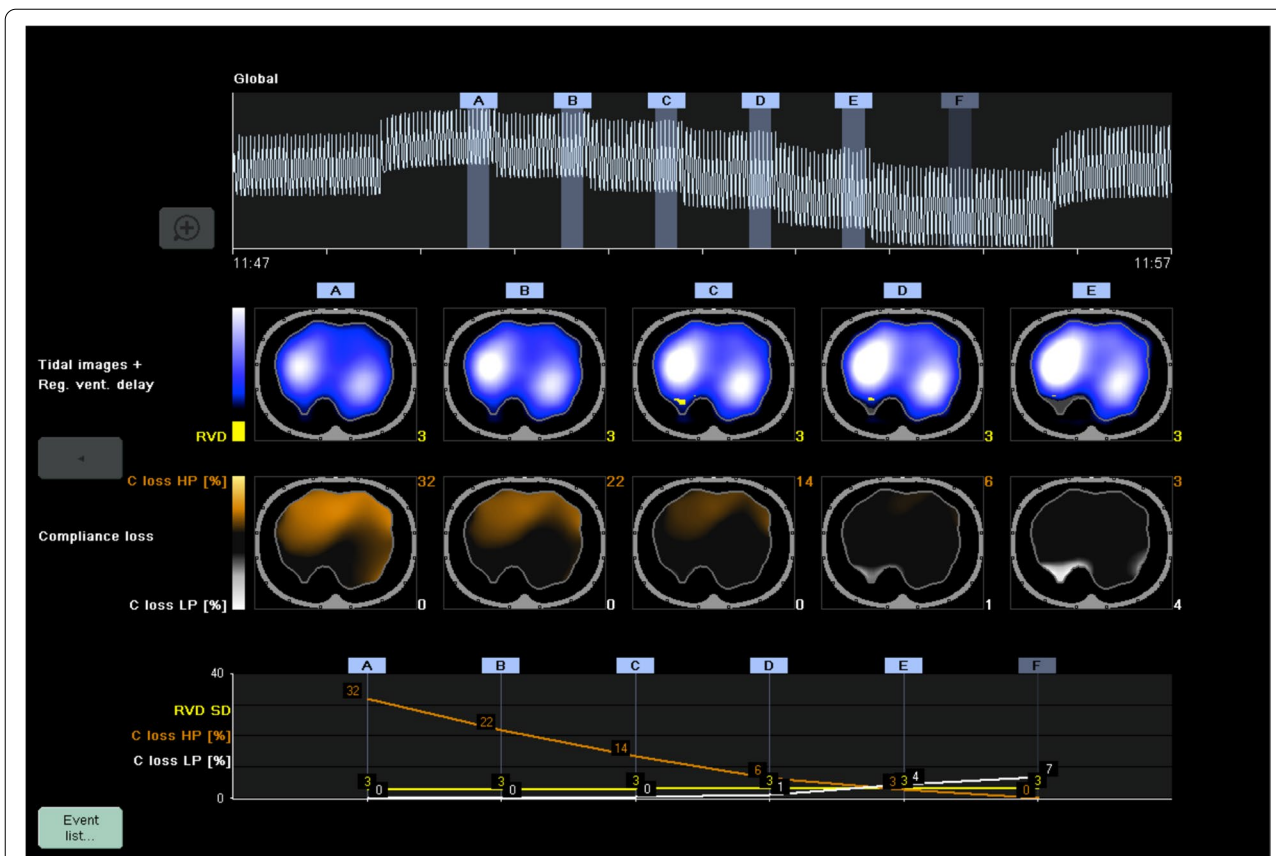 Global
A B C D E F
11:47 11:57
A B C D E
Tidal images +
Reg. vent. delay
RVD 3 3 3 3 3
C loss HP [%] 32 22 14 6 3
Compliance loss
C loss LP [%] 0 0 0 1 4
A B C D E F
40
32
RVD SD
22
C loss HP [%]
14
C loss LP [%]
6
3 3 3 3 3 3 4 3 7
0 0 0 1 0
0
Event
list...